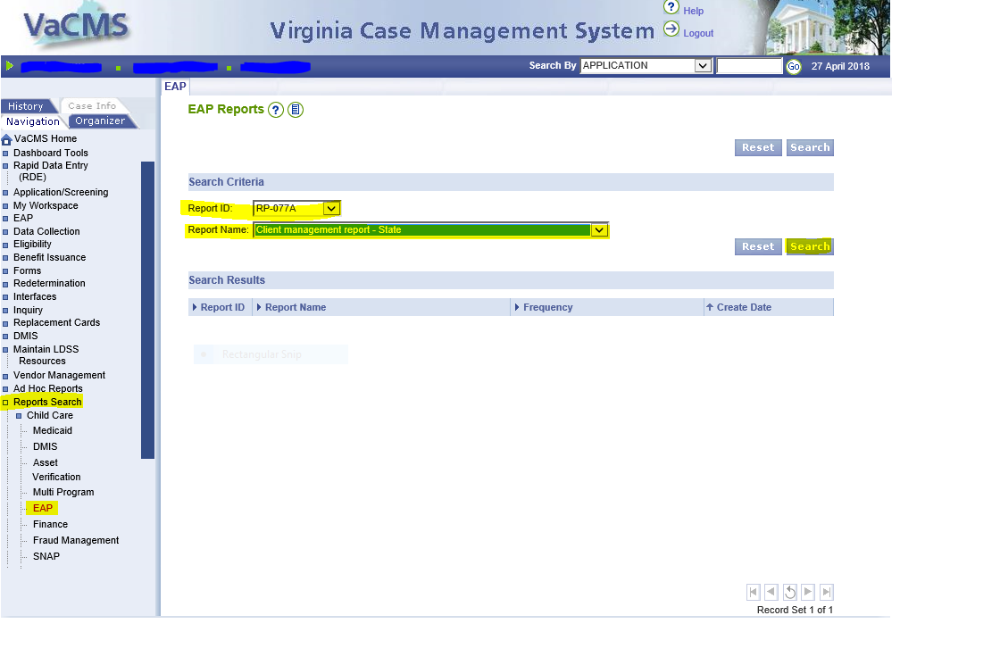 VaCMS
Virginia Case Management System
? Help
Logout
Search By APPLICATION Go 27 April 2018
EAP
History Case Info
Navigation Organizer
VaCMS Home
Dashboard Tools
Rapid Data Entry
(RDE)
Application/Screening
My Workspace
EAP
Data Collection
Eligibility
Benefit Issuance
Forms
Redetermination
Interfaces
Inquiry
Replacement Cards
DMIS
Maintain LDSS
Resources
Vendor Management
Ad Hoc Reports
Reports Search
Child Care
Medicaid
DMIS
Asset
Verification
Multi Program
EAP
Finance
Fraud Management
SNAP
EAP Reports ?
Reset Search
Search Criteria
Report ID: RP-077A
Report Name: Client management report - State
Reset Search
Search Results
Report ID Report Name Frequency Create Date
Rectangular Snip
Record Set 1 of 1